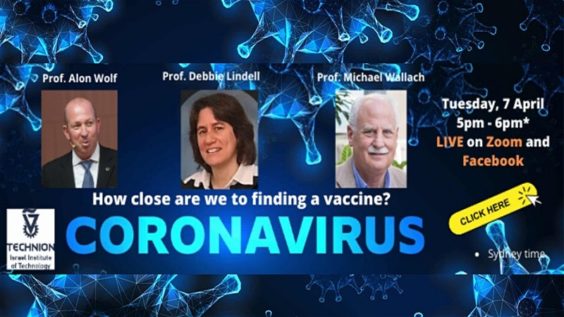 Prof. Alon Wolf
Prof. Debbie Lindell
Prof. Michael Wallach
Tuesday, 7 April
5pm - 6pm*
LIVE on Zoom and
Facebook
How close are we to finding a vaccine?
CORONAVIRUS
CLICK HERE
TECHNION
Israel Institute
of Technology
• Sydney time